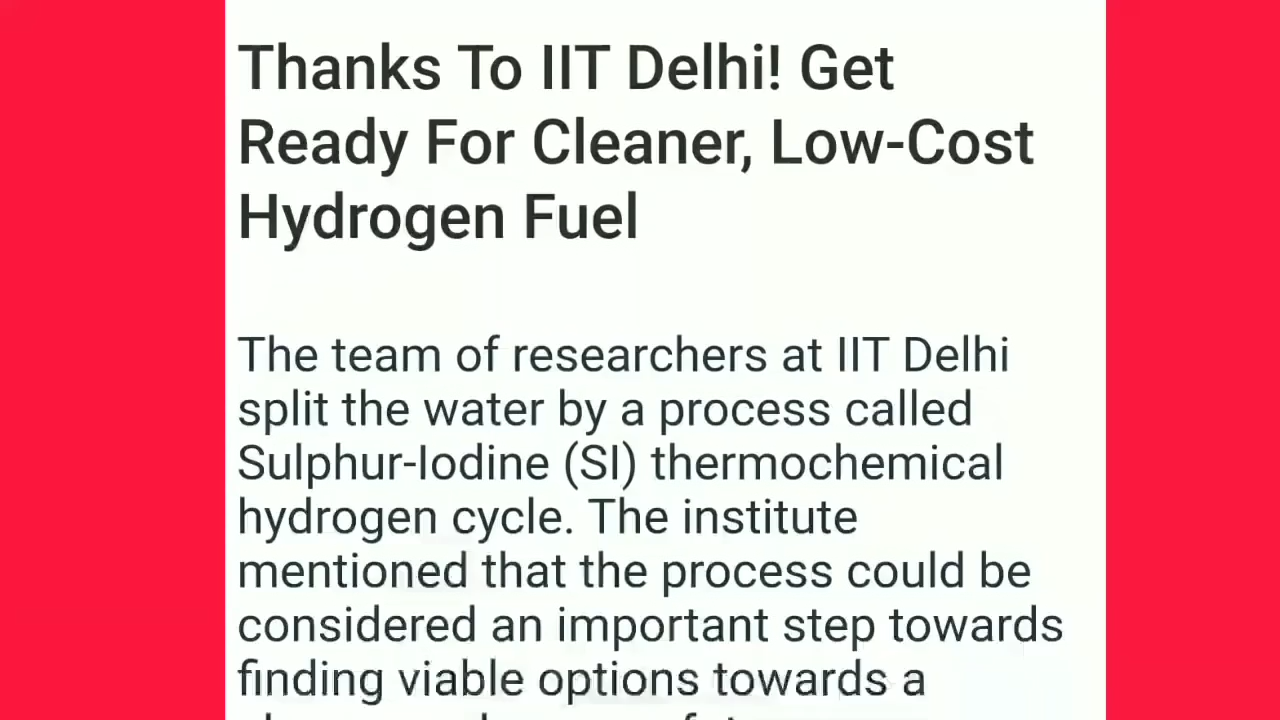 Thanks To IIT Delhi! Get
Ready For Cleaner, Low-Cost
Hydrogen Fuel
The team of researchers at IIT Delhi
split the water by a process called
Sulphur-Iodine (SI) thermochemical
hydrogen cycle. The institute
mentioned that the process could be
considered an important step towards
finding viable options towards a